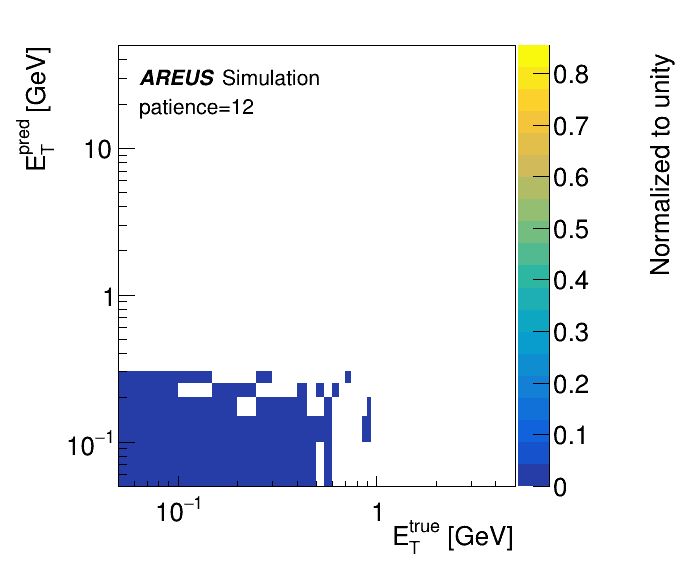 AREUS Simulation
patience=12
E_T^pred [GeV]
10
1
10^−1
10^−1
1
E_T^true [GeV]
0.8
0.7
0.6
0.5
0.4
0.3
0.2
0.1
0
Normalized to unity